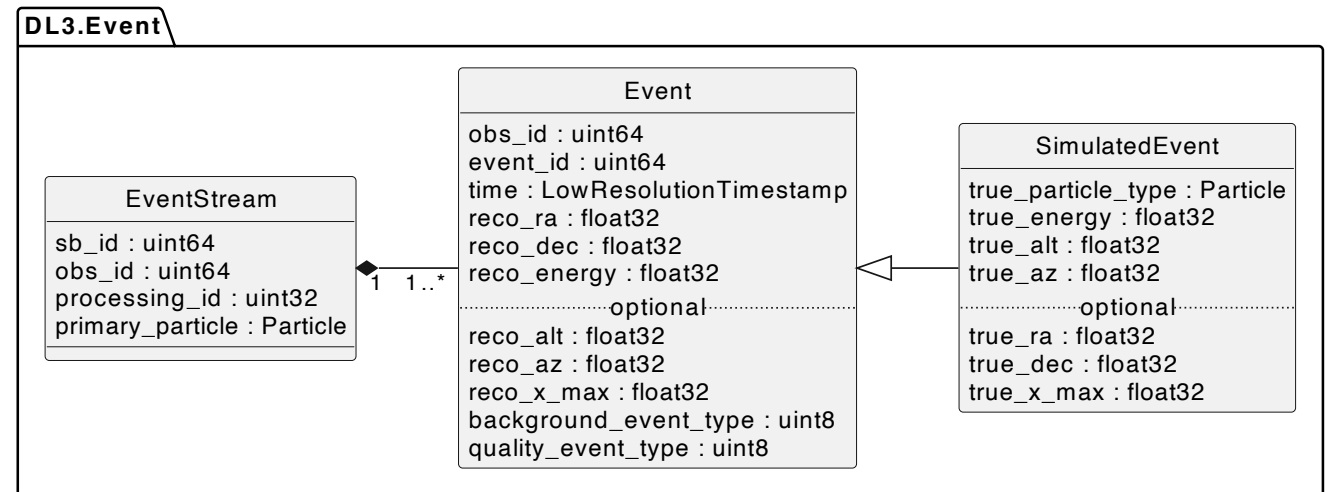 DL3.Event
EventStream
sb_id : uint64
obs_id : uint64
processing_id : uint32
primary_particle : Particle
1 1..*
Event
obs_id : uint64
event_id : uint64
time : LowResolutionTimestamp
reco_ra : float32
reco_dec : float32
reco_energy : float32
optional
reco_alt : float32
reco_az : float32
reco_x_max : float32
background_event_type : uint8
quality_event_type : uint8
SimulatedEvent
true_particle_type : Particle
true_energy : float32
true_alt : float32
true_az : float32
optional
true_ra : float32
true_dec : float32
true_x_max : float32